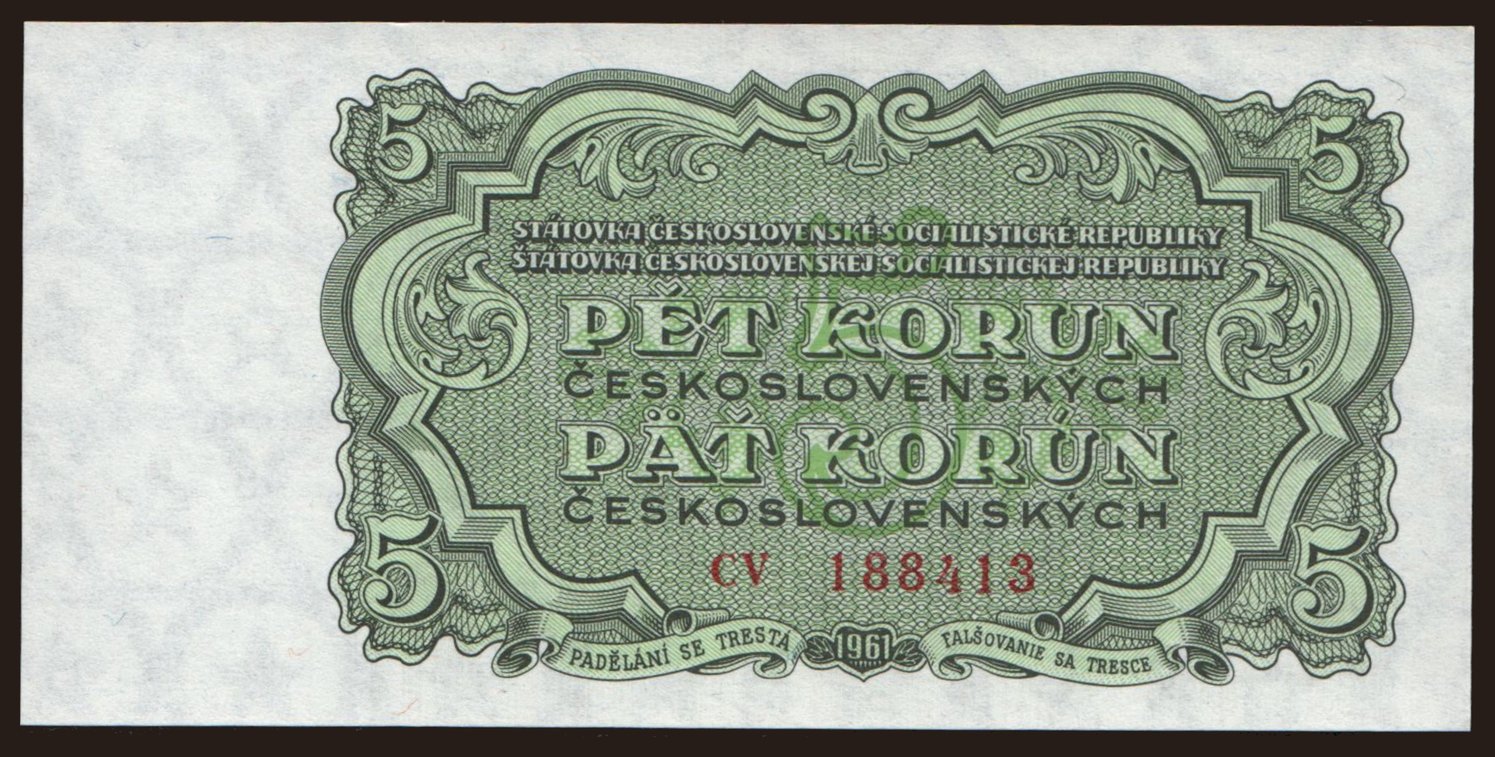 5 5
STÁTOVKA ČESKOSLOVENSKÉ SOCIALISTICKÉ REPUBLIKY
ŠTÁTOVKA ČESKOSLOVENSKEJ SOCIALISTICKEJ REPUBLIKY
PĚT KORUN
ČESKOSLOVENSKÝCH
PÄŤ KORÚN
ČESKOSLOVENSKÝCH
5 5
CV 188413
PADĚLÁNÍ SE TRESTÁ 1961 FALŠOVANIE SA TRESCE